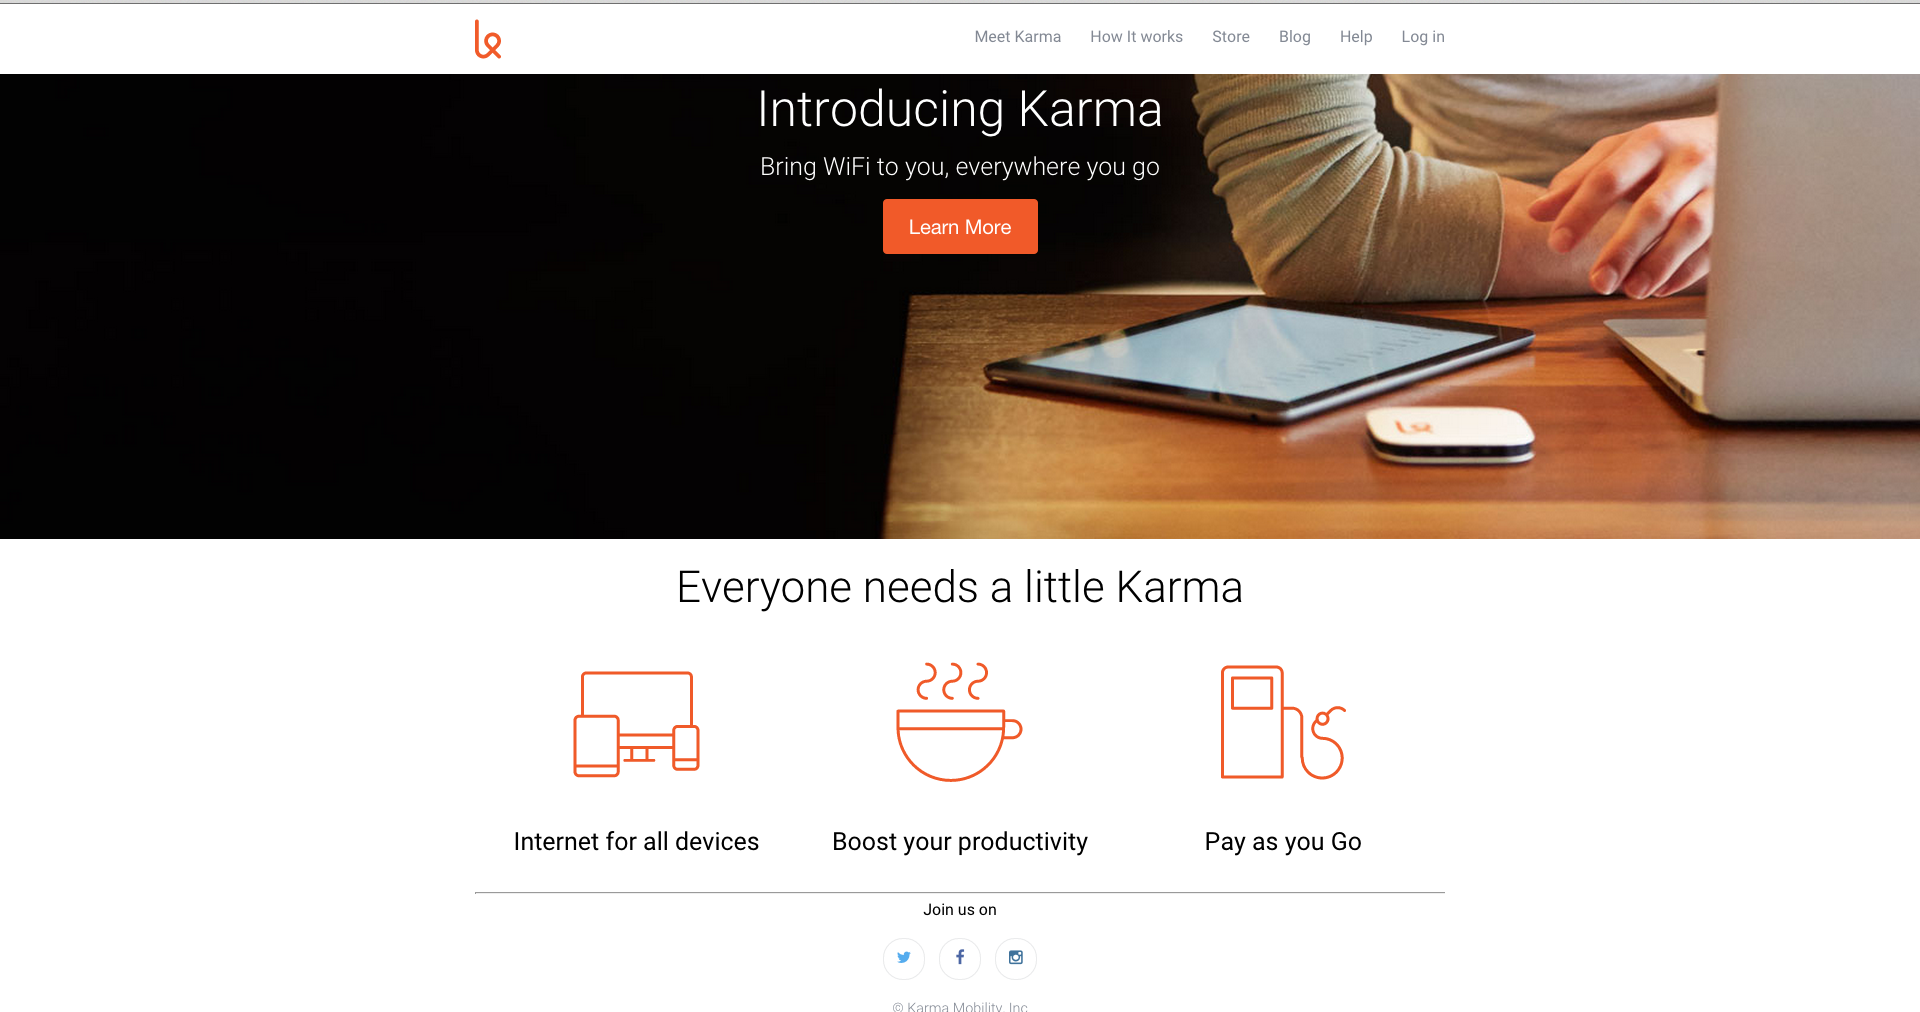 Meet Karma How It works Store Blog Help Log in
Introducing Karma
Bring WiFi to you, everywhere you go
Learn More
Everyone needs a little Karma
Internet for all devices Boost your productivity Pay as you Go
Join us on
© Karma Mobility, Inc